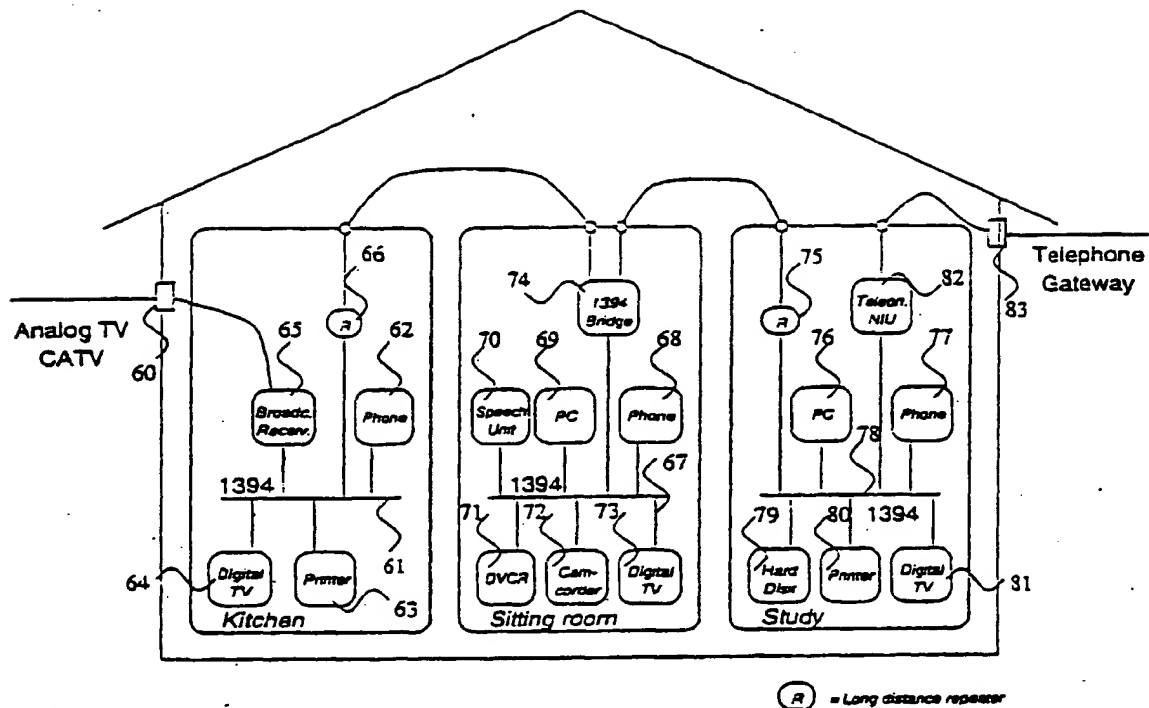 66
75
82
Telephone
Gateway
74
1394
Bridge
R
R
Telecm.
NIU
83
Analog TV
CATV
60
65
62
70
69
68
76
77
Broadc.
Receiv.
Phone
Speech
Unit
PC
Phone
PC
Phone
78
67
1394
1394
71
72
73
79
80
1394
61
64
Digital
TV
Printer
63
DVCR
Cam-
corder
Digital
TV
Hard
Disk
Printer
Digital
TV
81
Kitchen
Sitting room
Study
R = Long distance repeater